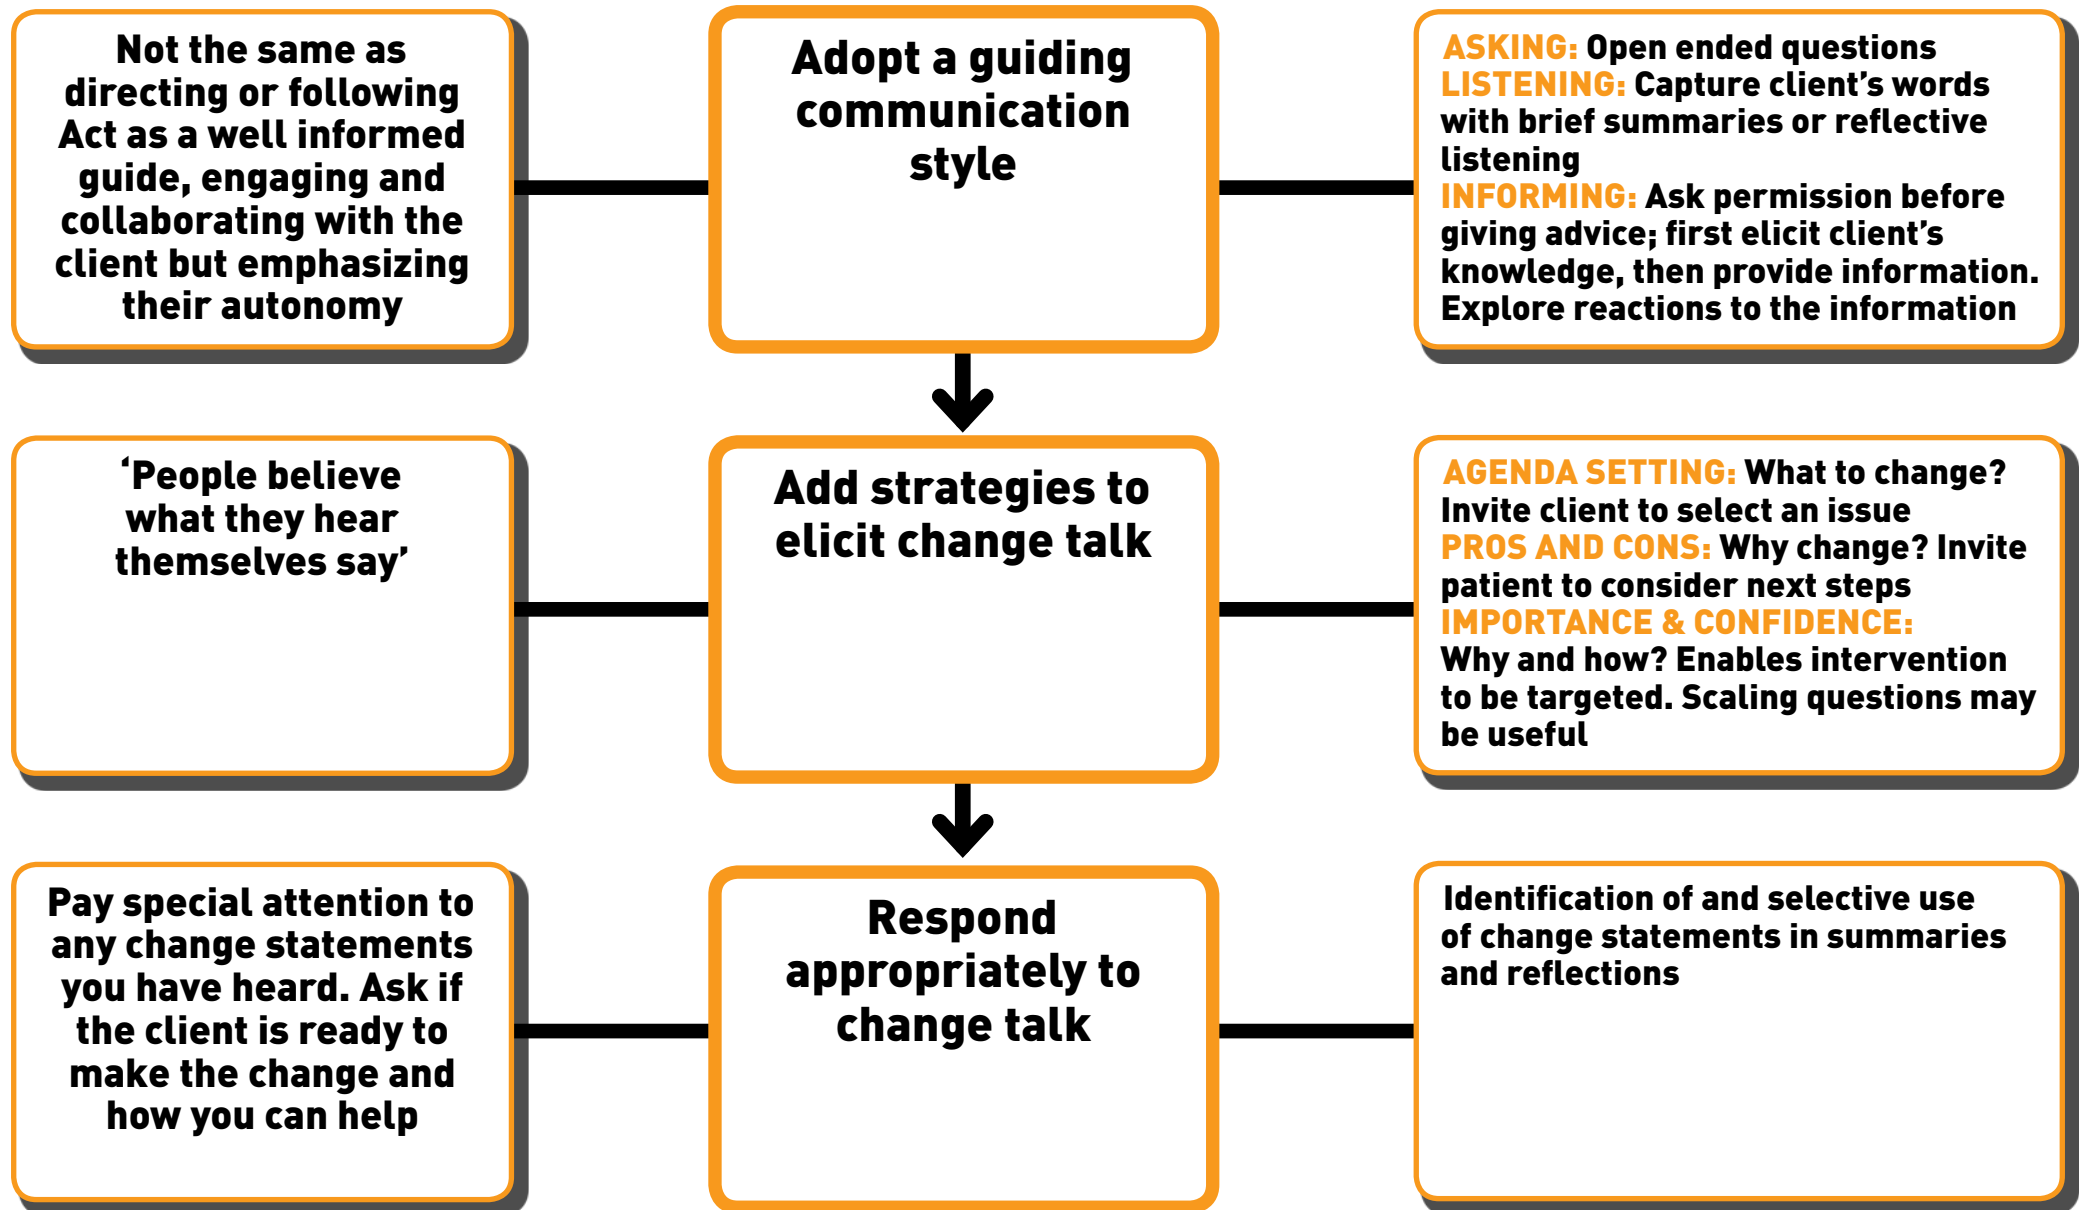 Not the same as
directing or following
Act as a well informed
guide, engaging and
collaborating with the
client but emphasizing
their autonomy
Adopt a guiding
communication
style
ASKING: Open ended questions
LISTENING: Capture client’s words
with brief summaries or reflective
listening
INFORMING: Ask permission before
giving advice; first elicit client’s
knowledge, then provide information.
Explore reactions to the information
‘People believe
what they hear
themselves say’
Add strategies to
elicit change talk
AGENDA SETTING: What to change?
Invite client to select an issue
PROS AND CONS: Why change? Invite
patient to consider next steps
IMPORTANCE & CONFIDENCE:
Why and how? Enables intervention
to be targeted. Scaling questions may
be useful
Pay special attention to
any change statements
you have heard. Ask if
the client is ready to
make the change and
how you can help
Respond
appropriately to
change talk
Identification of and selective use
of change statements in summaries
and reflections